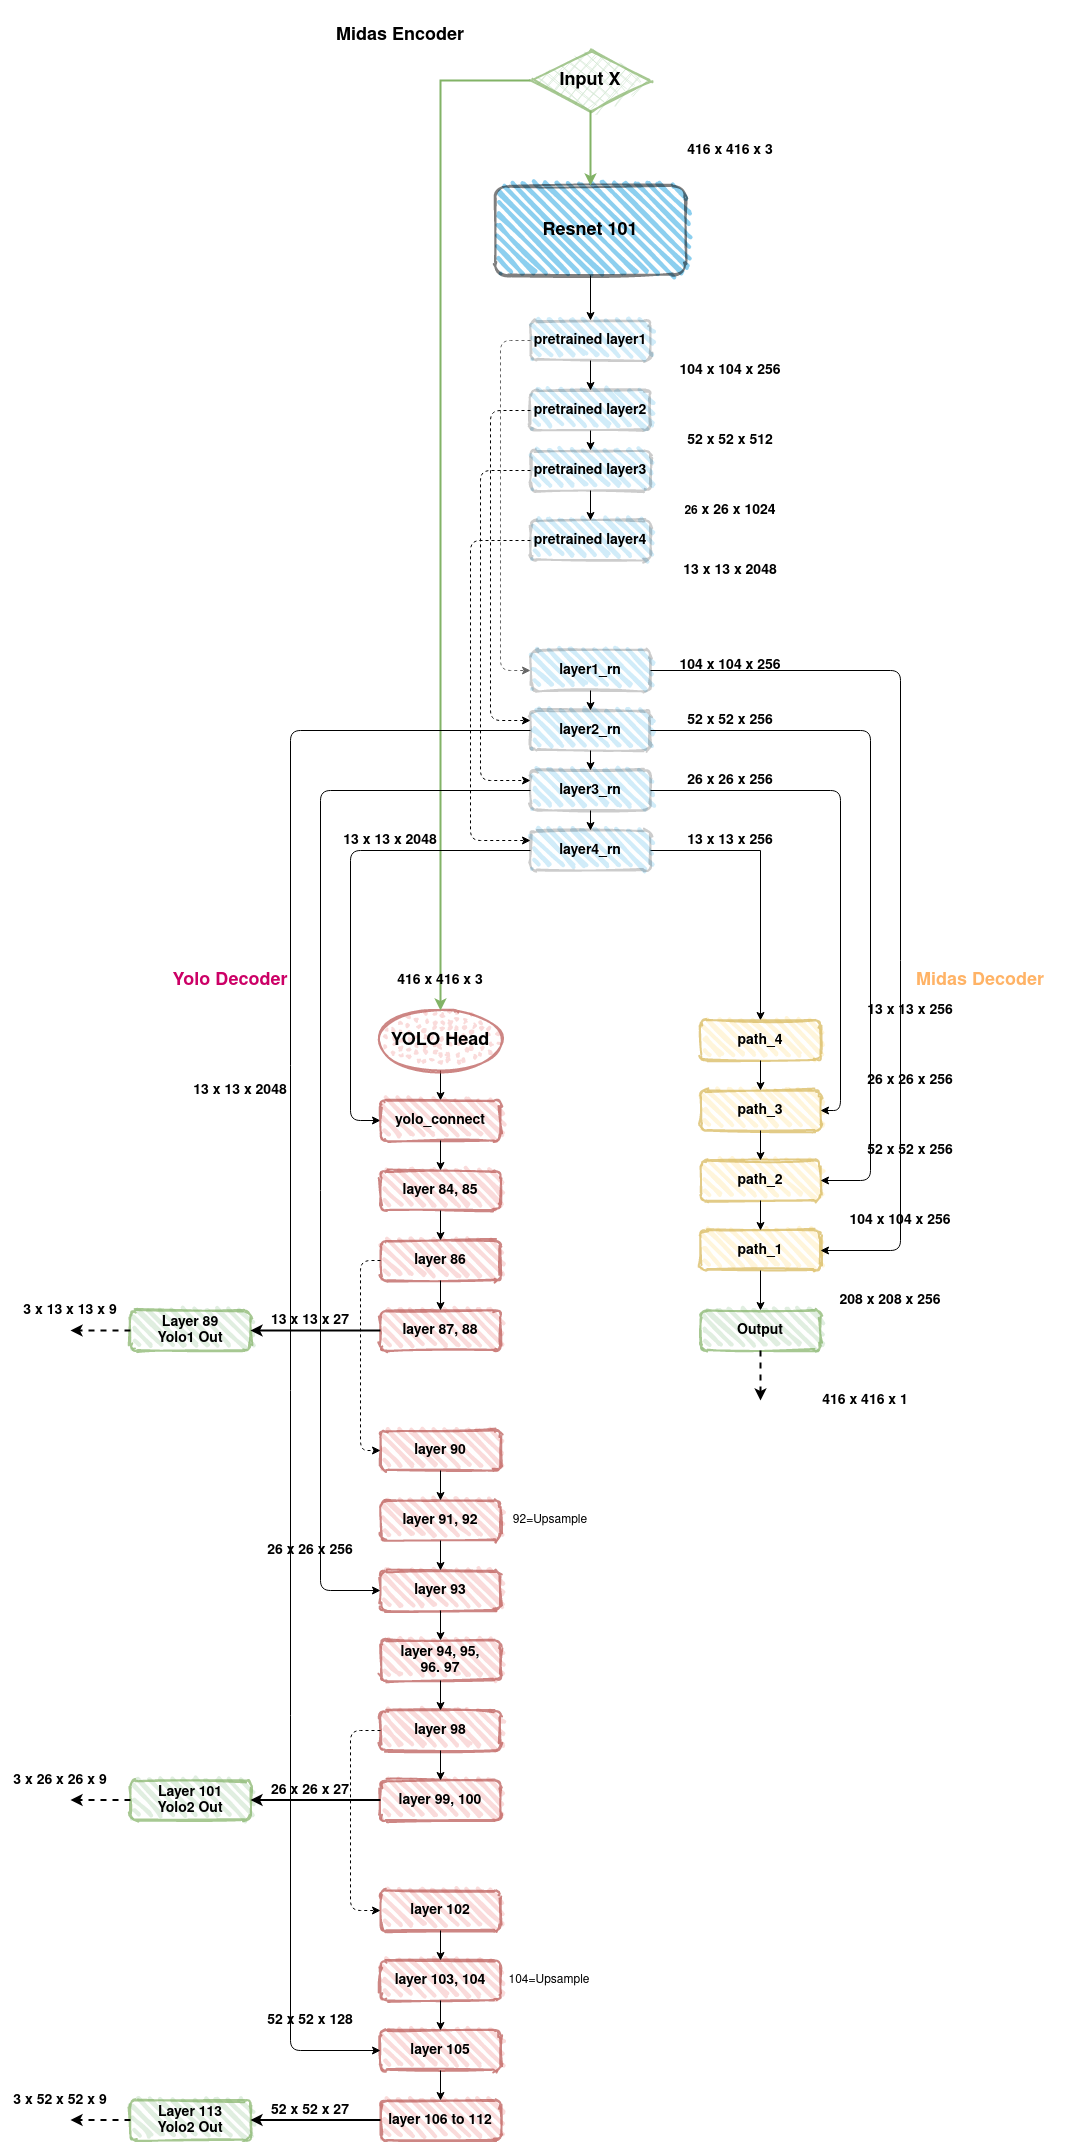 Midas Encoder
Input X
416 x 416 x 3
Resnet 101
pretrained layer1
104 x 104 x 256
pretrained layer2
52 x 52 x 512
pretrained layer3
26 x 26 x 1024
pretrained layer4
13 x 13 x 2048
layer1_rn
104 x 104 x 256
layer2_rn
52 x 52 x 256
layer3_rn
26 x 26 x 256
13 x 13 x 2048
layer4_rn
13 x 13 x 256
Yolo Decoder
416 x 416 x 3
Midas Decoder
13 x 13 x 256
YOLO Head
path_4
13 x 13 x 2048
26 x 26 x 256
yolo_connect
path_3
52 x 52 x 256
layer 84, 85
path_2
104 x 104 x 256
layer 86
path_1
208 x 208 x 256
3 x 13 x 13 x 9
Layer 89
Yolo1 Out
13 x 13 x 27
layer 87, 88
Output
416 x 416 x 1
layer 90
layer 91, 92
92=Upsample
26 x 26 x 256
layer 93
layer 94, 95,
96. 97
layer 98
3 x 26 x 26 x 9
Layer 101
Yolo2 Out
26 x 26 x 27
layer 99, 100
layer 102
layer 103, 104
104=Upsample
52 x 52 x 128
layer 105
3 x 52 x 52 x 9
Layer 113
Yolo2 Out
52 x 52 x 27
layer 106 to 112